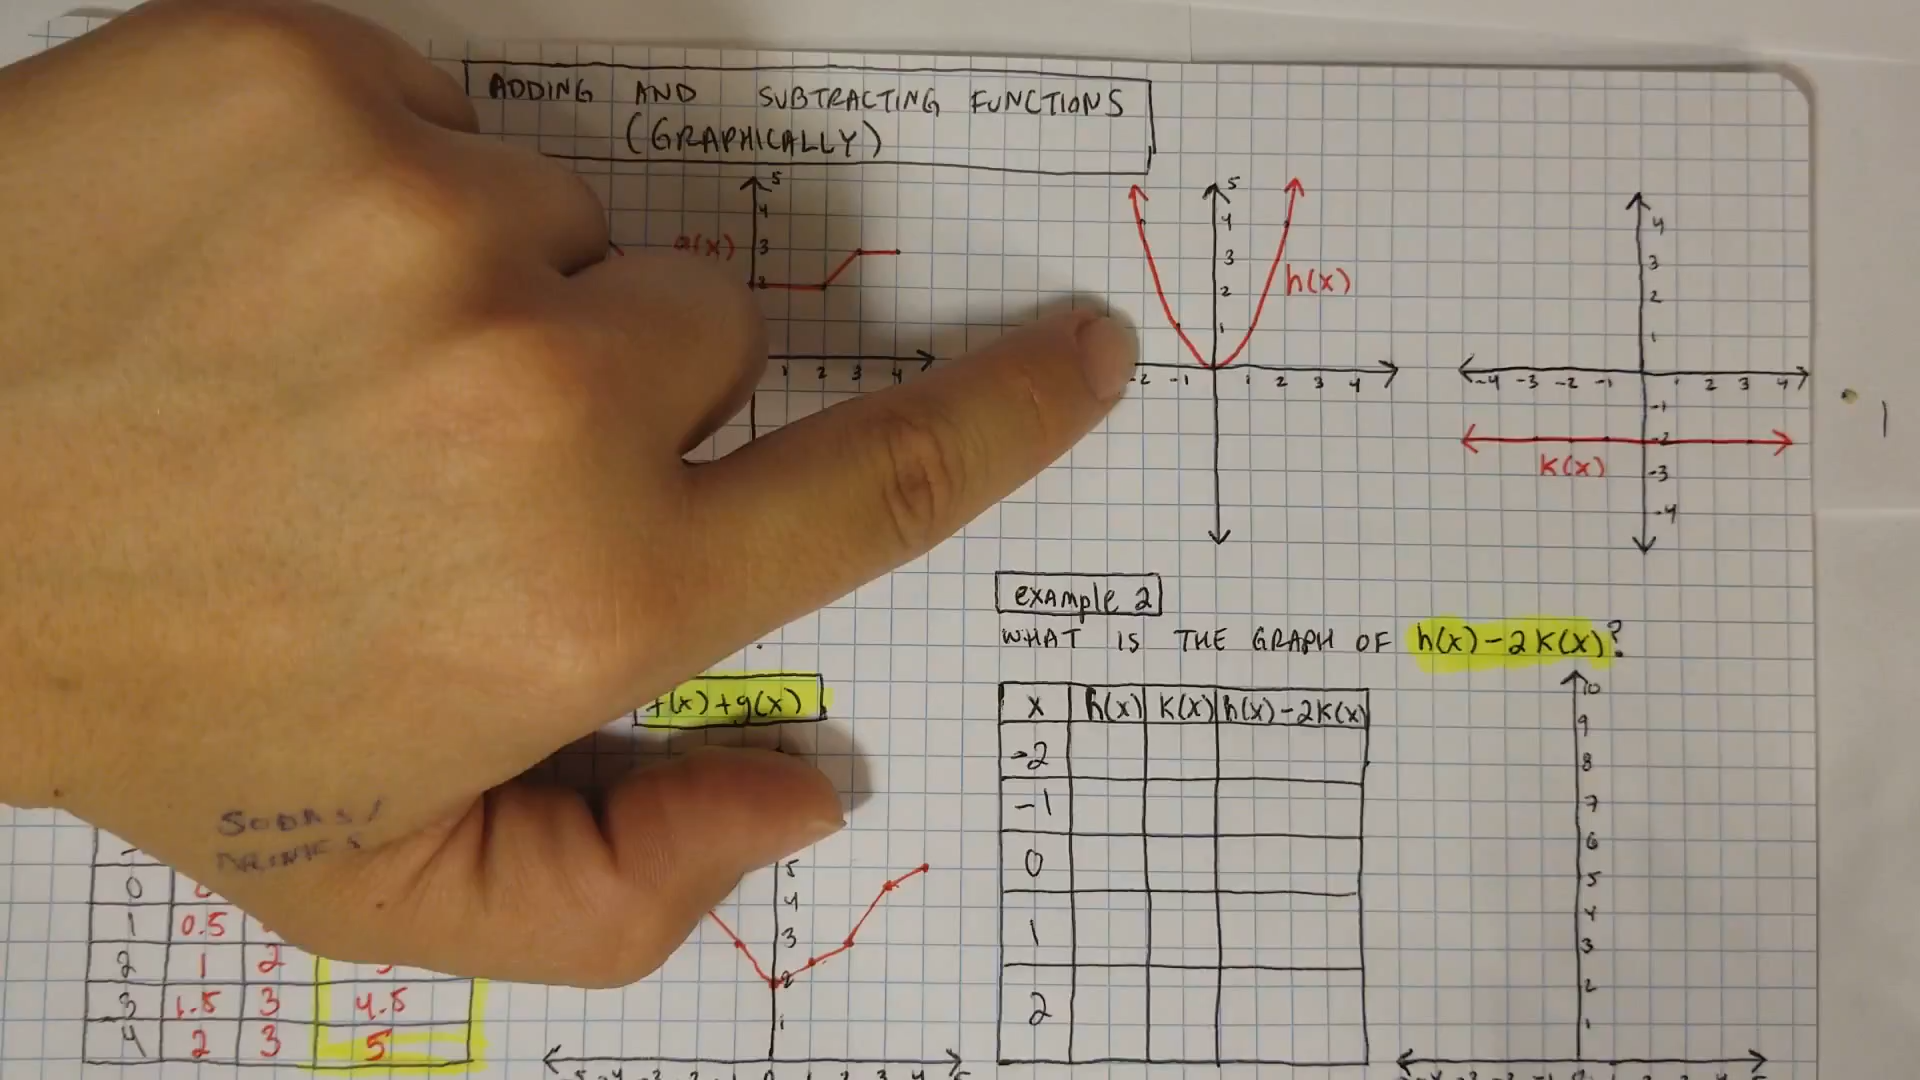 ADDING AND SUBTRACTING FUNCTIONS
(GRAPHICALLY)
5
4
3
2
g(x)
1 2 3 4
5
4
3
2
1
h(x)
-2 -1 1 2 3 4
4
3
2
1
-4 -3 -2 -1 1 2 3 4
-1
-2
-3
-4
K(x)
example 2
WHAT IS THE GRAPH OF h(x)-2K(x)?
f(x)+g(x)
x h(x) K(x) h(x)-2K(x)
-2
-1
0
1
2
10
9
8
7
6
5
4
3
2
1
SODAS/
DRINKS
0
1 0.5
2 1 2
3 1.5 3 4.5
4 2 3 5
5
4
3
2
1